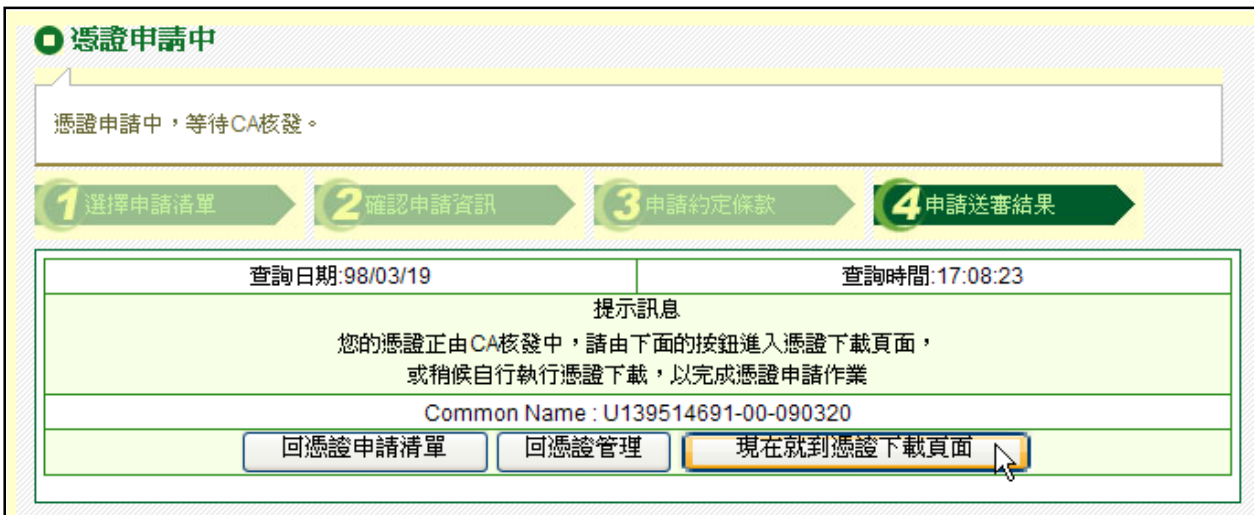 憑證申請中
憑證申請中，等待CA核發。
1 選擇申請清單 2 確認申請資訊 3 申請約定條款 4 申請送審結果
查詢日期:98/03/19 查詢時間:17:08:23
提示訊息
您的憑證正由CA核發中，請由下面的按鈕進入憑證下載頁面，
或稍候自行執行憑證下載，以完成憑證申請作業
Common Name : U139514691-00-090320
回憑證申請清單 回憑證管理 現在就到憑證下載頁面